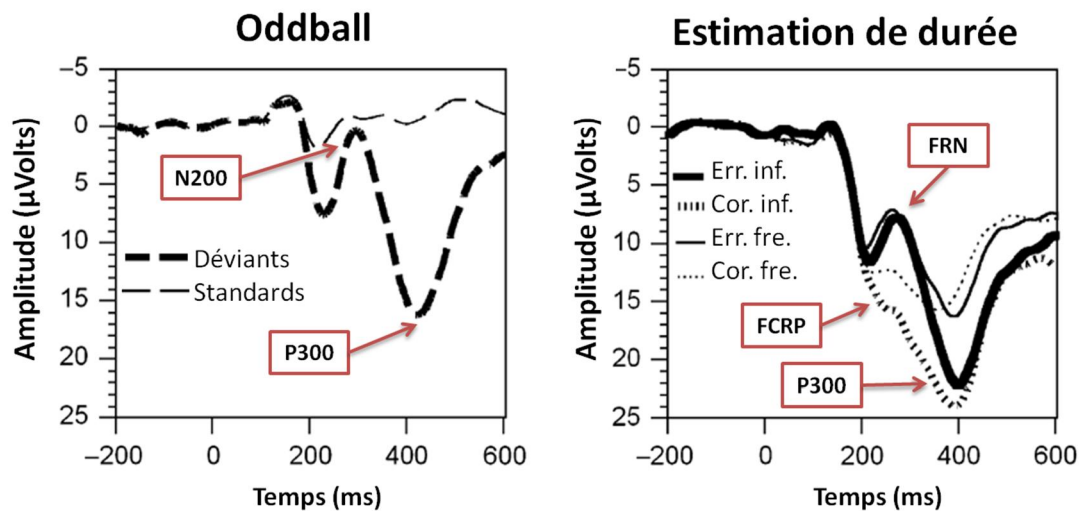 Oddball
Amplitude (µVolts)
–5
0
5
10
15
20
25
N200
Déviants
Standards
P300
–200
0
200
400
600
Temps (ms)
Estimation de durée
Amplitude (µVolts)
–5
0
5
10
15
20
25
FRN
Err. inf.
Cor. inf.
Err. fre.
Cor. fre.
FCRP
P300
–200
0
200
400
600
Temps (ms)